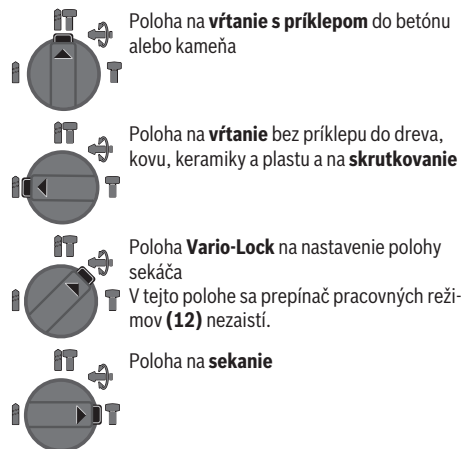 Poloha na vŕtanie s príklepom do betónu
alebo kameňa
Poloha na vŕtanie bez príklepu do dreva,
kovu, keramiky a plastu a na skrutkovanie
Poloha Vario-Lock na nastavenie polohy
sekáča
V tejto polohe sa prepínač pracovných reži-
mov (12) nezaistí.
Poloha na sekanie